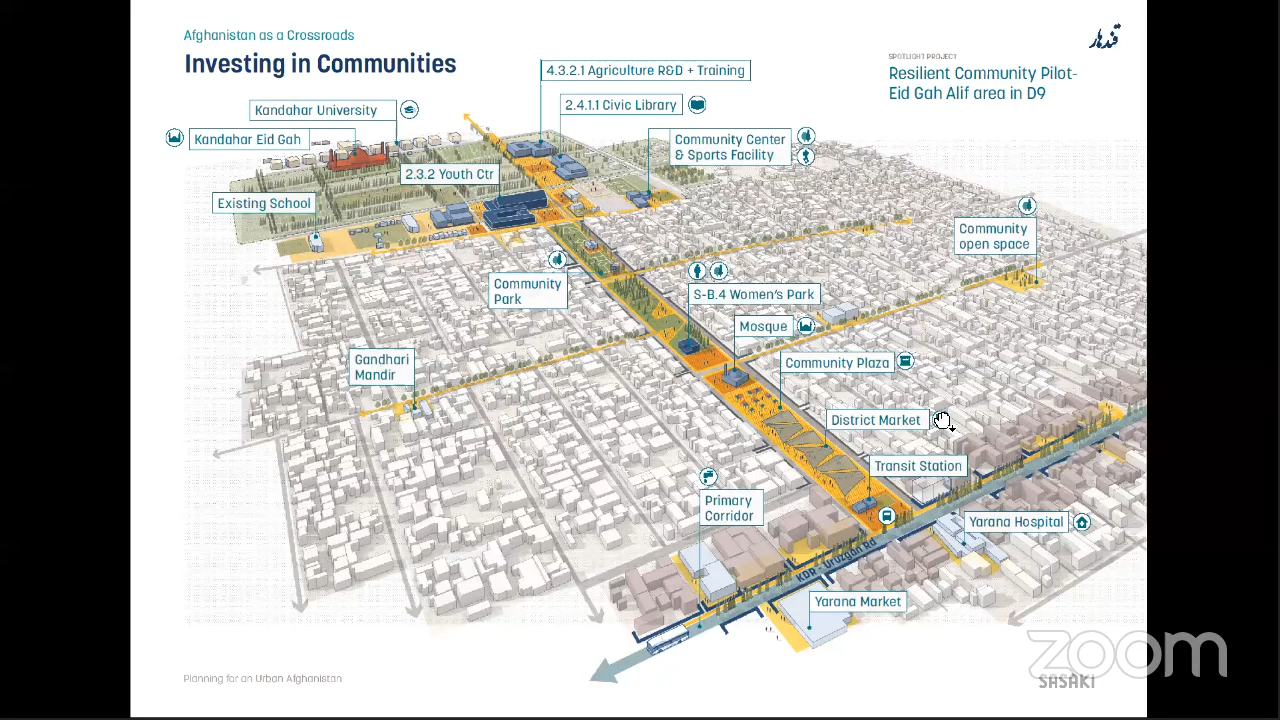 Afghanistan as a Crossroads
Investing in Communities
قندهار
SPOTLIGHT PROJECT
Resilient Community Pilot-
Eid Gah Alif area in D9
4.3.2.1 Agriculture R&D + Training
2.4.1.1 Civic Library
Kandahar University
Kandahar Eid Gah
Community Center
& Sports Facility
2.3.2 Youth Ctr
Existing School
Community
open space
Community
Park
S-B.4 Women's Park
Mosque
Gandhari
Mandir
Community Plaza
District Market
Transit Station
Primary
Corridor
Yarana Hospital
KDR - Uruzgan Rd
Yarana Market
zoom
SASAKI
Planning for an Urban Afghanistan